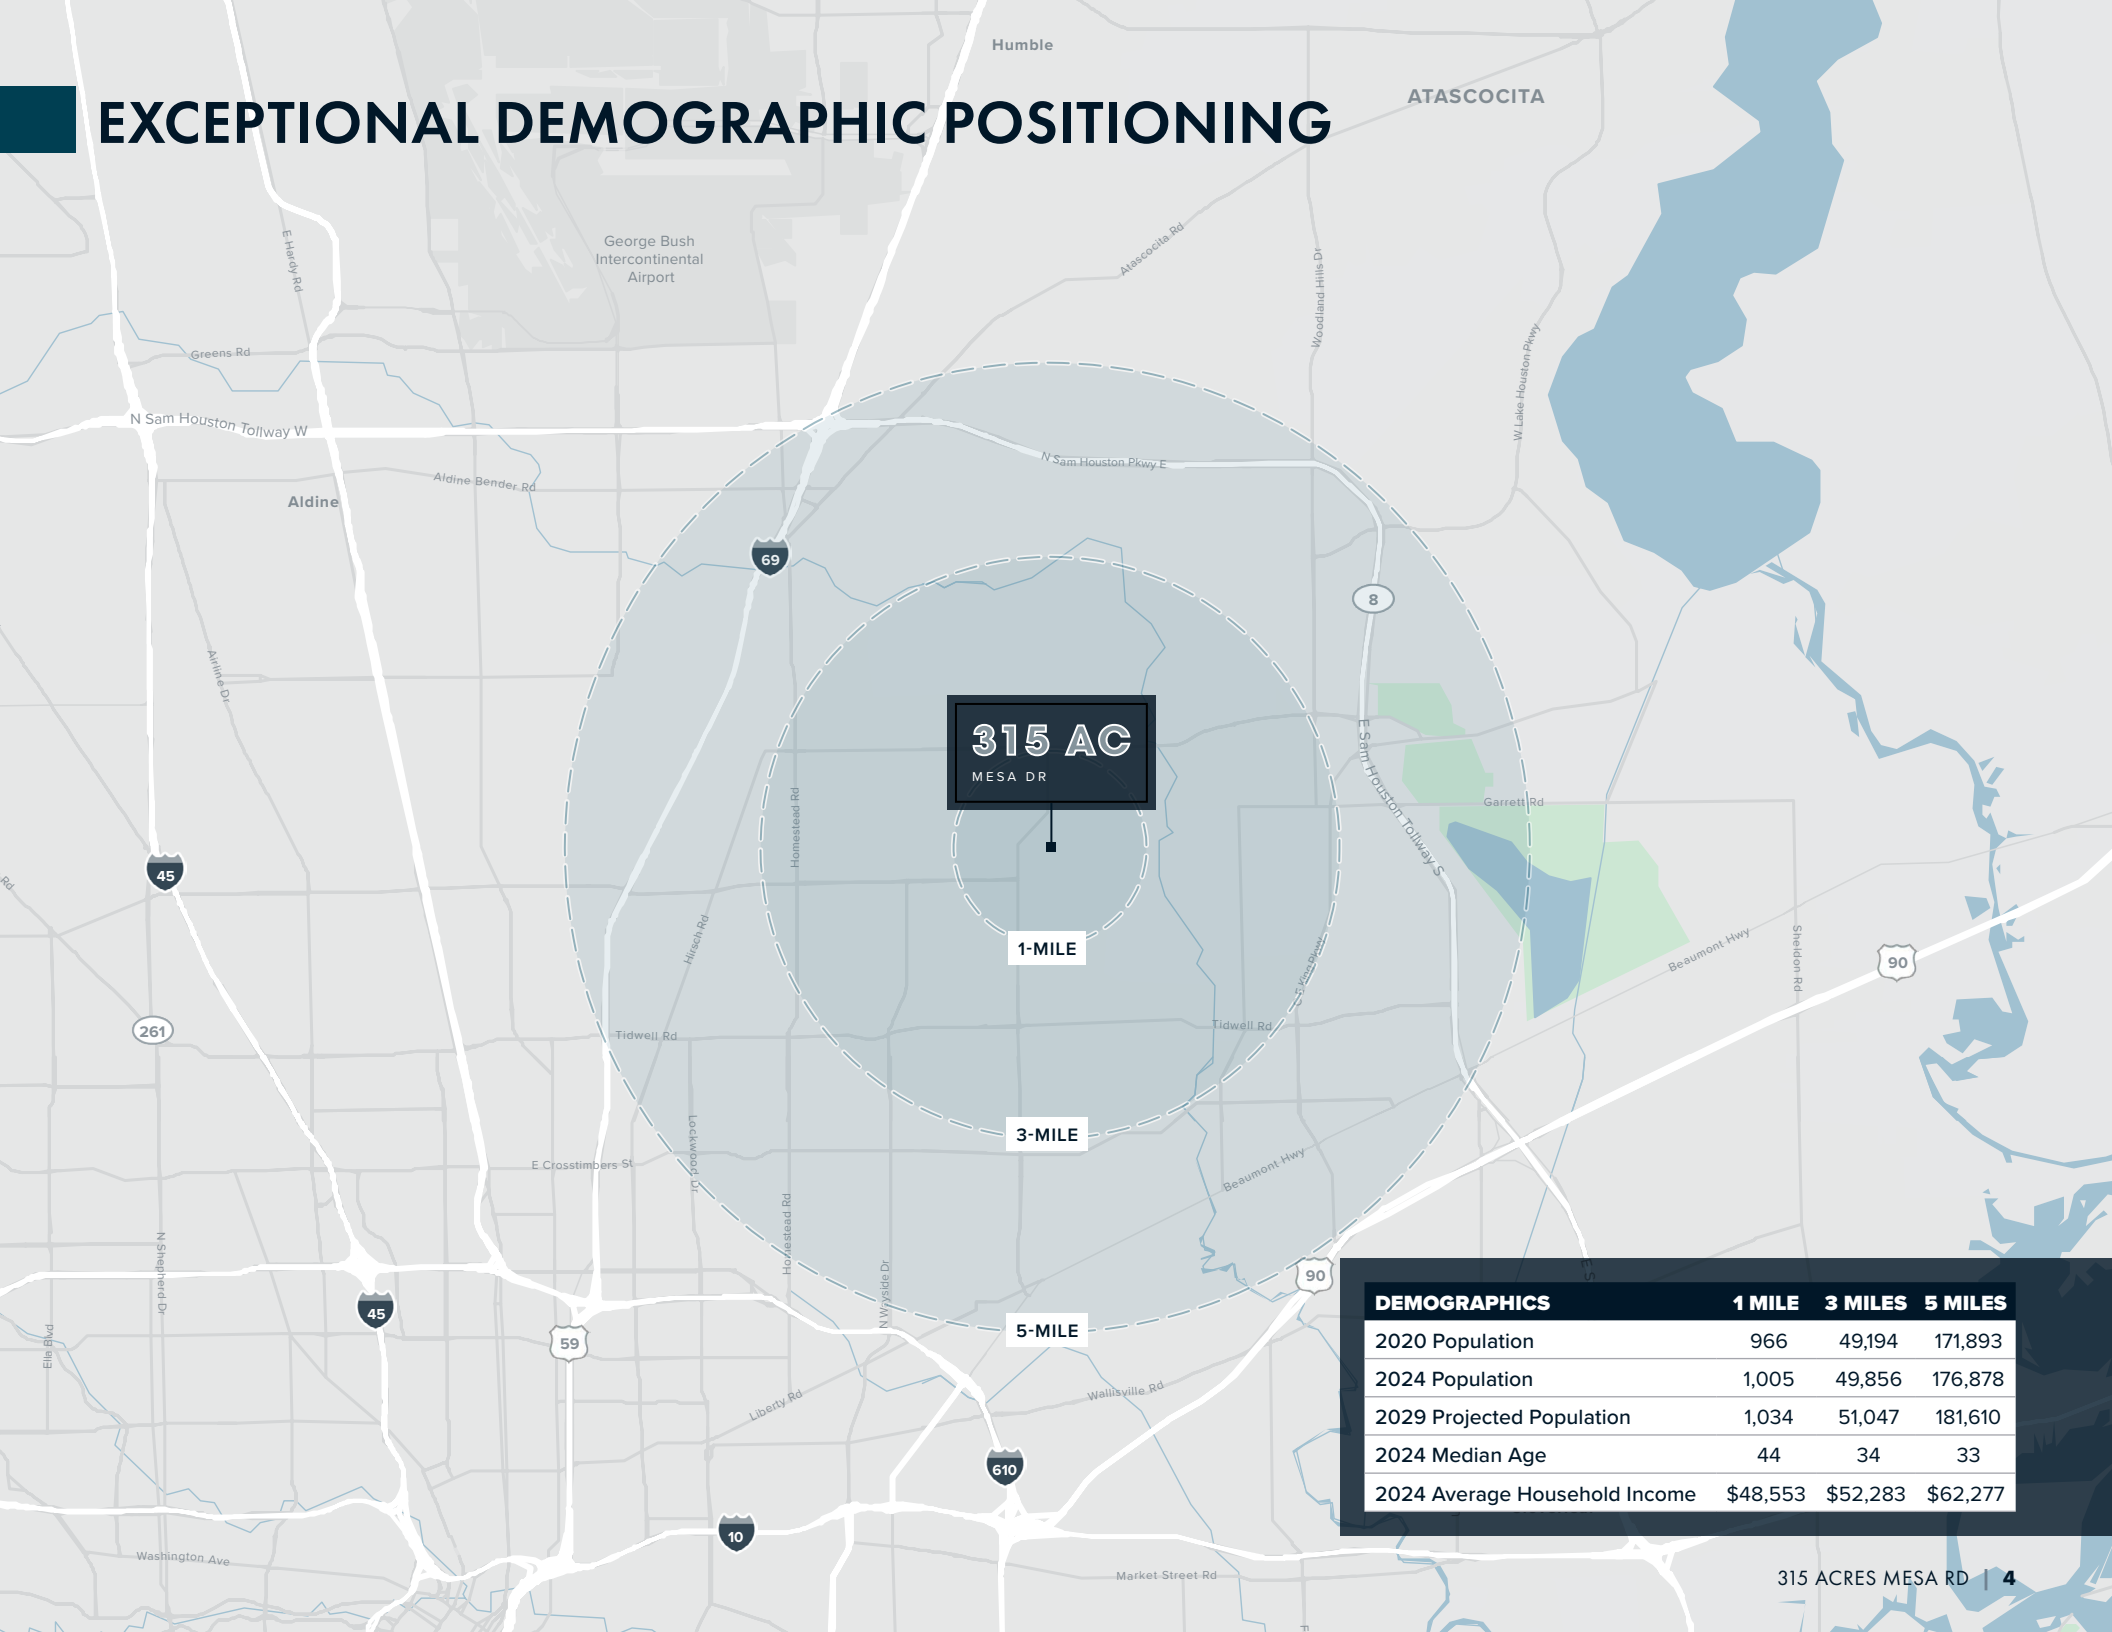 Humble
ATASCOCITA
EXCEPTIONAL DEMOGRAPHIC POSITIONING
E Hardy Rd
George Bush
Intercontinental
Airport
Atascocita Rd
Woodland Hills Dr
W Lake Houston Pkwy
Greens Rd
N Sam Houston Tollway W
N Sam Houston Pkwy E
Aldine Bender Rd
Aldine
69
8
Airline Dr
315 AC
MESA DR
E Sam Houston Tollway S
Homestead Rd
Garrett Rd
45
Rd
Hirsch Rd
1-MILE
C E King Pkwy
Beaumont Hwy
Sheldon Rd
90
261
Tidwell Rd
Tidwell Rd
3-MILE
Lockwood Dr
E Crosstimbers St
Beaumont Hwy
Homestead Rd
N Shepherd Dr
N Wayside Dr
90
E S
45
59
5-MILE
Ella Blvd
Liberty Rd
Wallisville Rd
610
10
Washington Ave
Market Street Rd
DEMOGRAPHICS 1 MILE 3 MILES 5 MILES
2020 Population 966 49,194 171,893
2024 Population 1,005 49,856 176,878
2029 Projected Population 1,034 51,047 181,610
2024 Median Age 44 34 33
2024 Average Household Income $48,553 $52,283 $62,277
315 ACRES MESA RD | 4